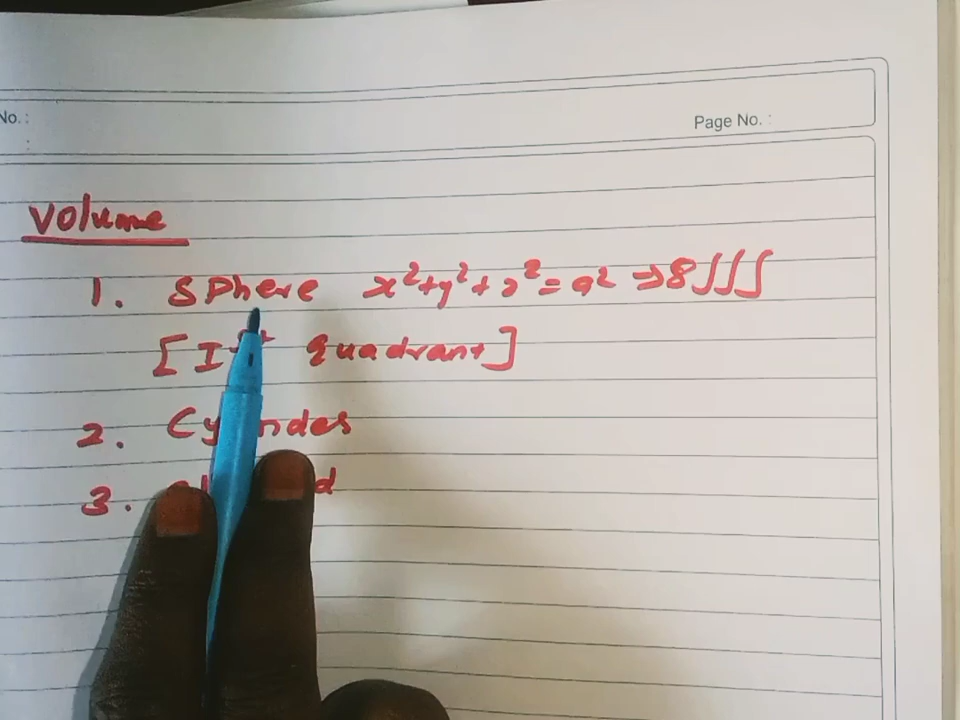 No. :
:
Page No. :
Volume
1. Sphere x²+y²+z²=a² ⇒8∫∫∫
[I quadrant]
2.
3.